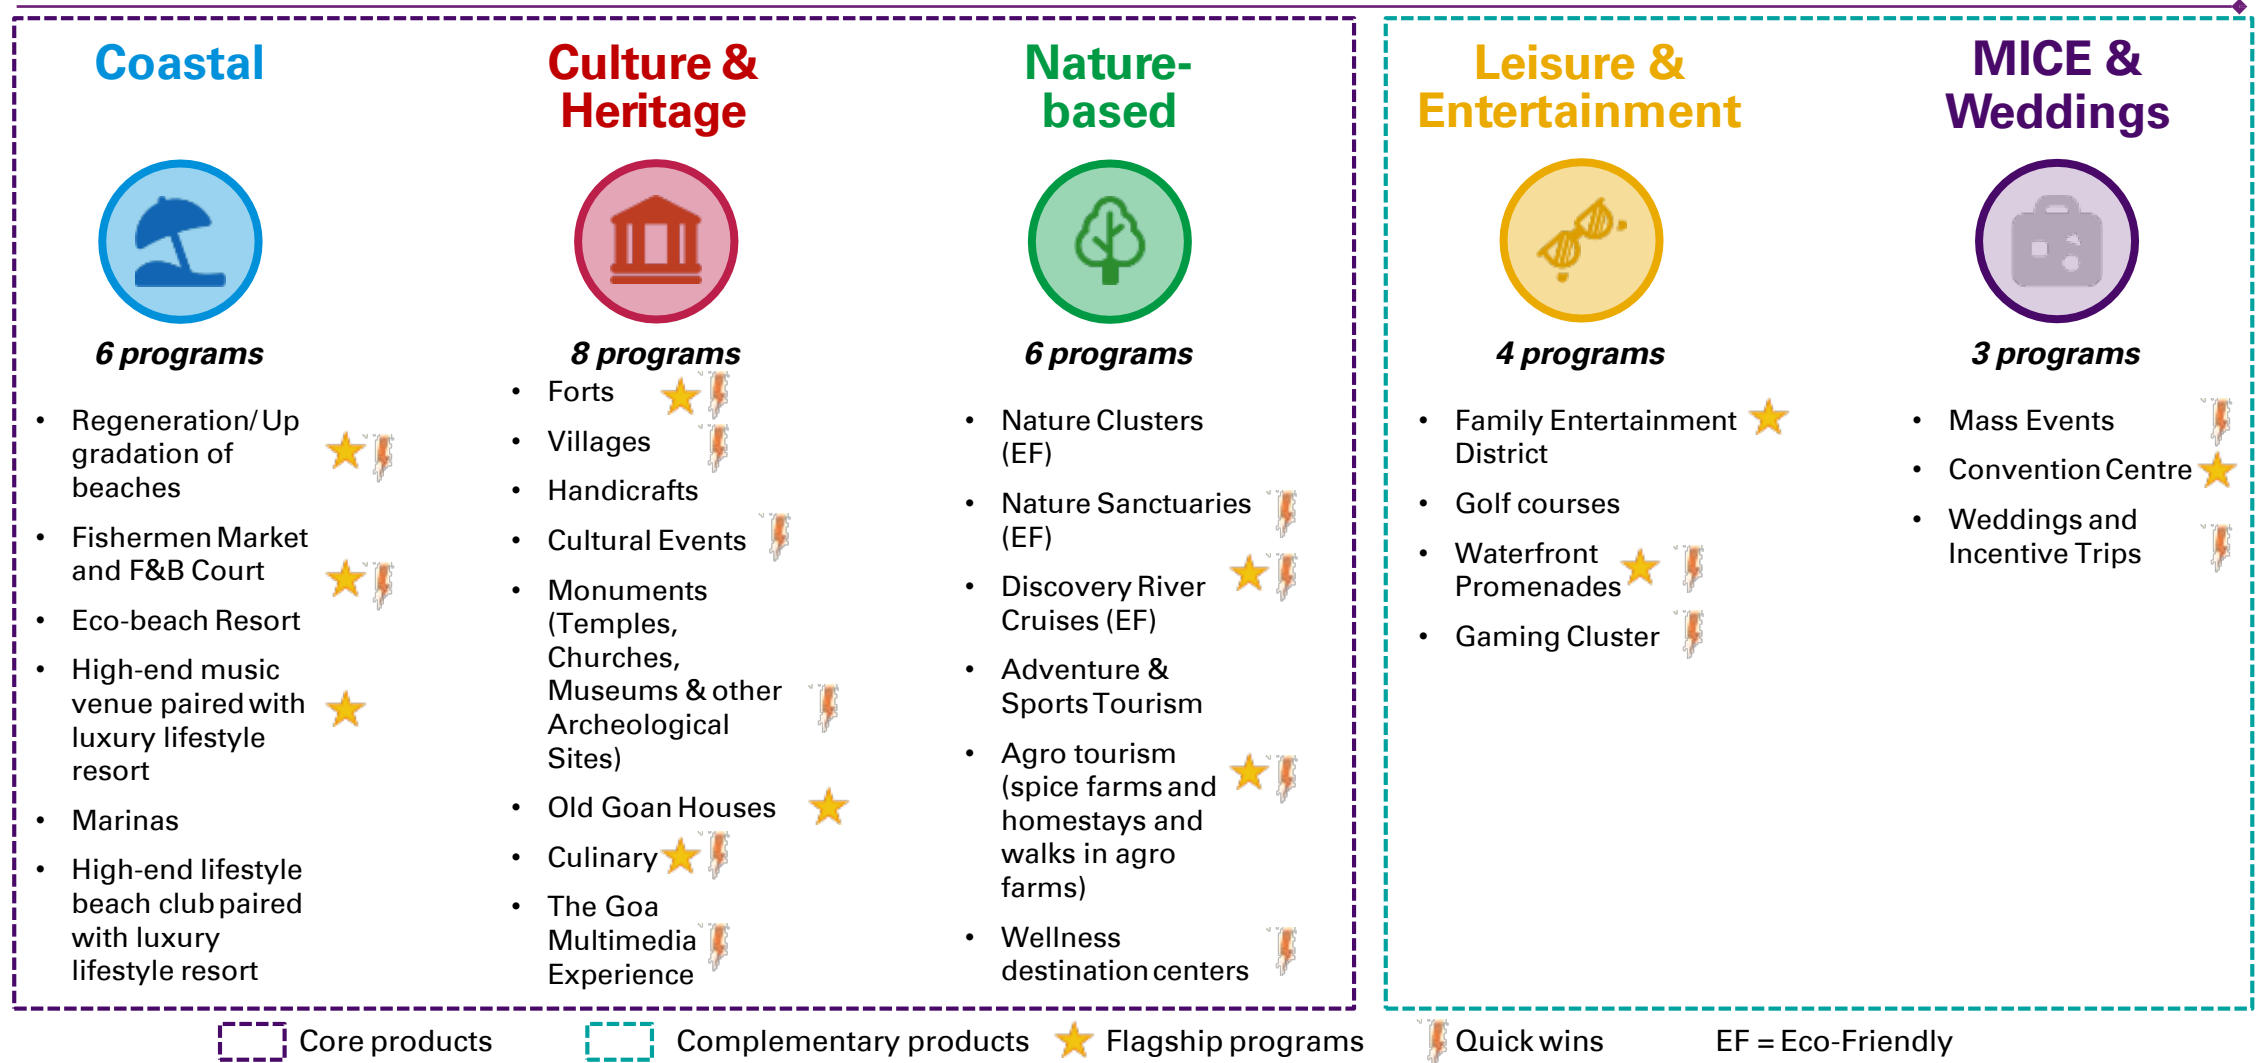 Coastal
6 programs
• Regeneration/Up
gradation of
beaches
• Fishermen Market
and F&B Court
• Eco-beach Resort
• High-end music
venue paired with
luxury lifestyle
resort
• Marinas
• High-end lifestyle
beach club paired
with luxury
lifestyle resort
Culture &
Heritage
8 programs
• Forts
• Villages
• Handicrafts
• Cultural Events
• Monuments
(Temples,
Churches,
Museums & other
Archeological
Sites)
• Old Goan Houses
• Culinary
• The Goa
Multimedia
Experience
Nature-
based
6 programs
• Nature Clusters
(EF)
• Nature Sanctuaries
(EF)
• Discovery River
Cruises (EF)
• Adventure &
Sports Tourism
• Agro tourism
(spice farms and
homestays and
walks in agro
farms)
• Wellness
destination centers
Leisure &
Entertainment
4 programs
• Family Entertainment
District
• Golf courses
• Waterfront
Promenades
• Gaming Cluster
MICE &
Weddings
3 programs
• Mass Events
• Convention Centre
• Weddings and
Incentive Trips
Core products
Complementary products
Flagship programs
Quick wins
EF = Eco-Friendly